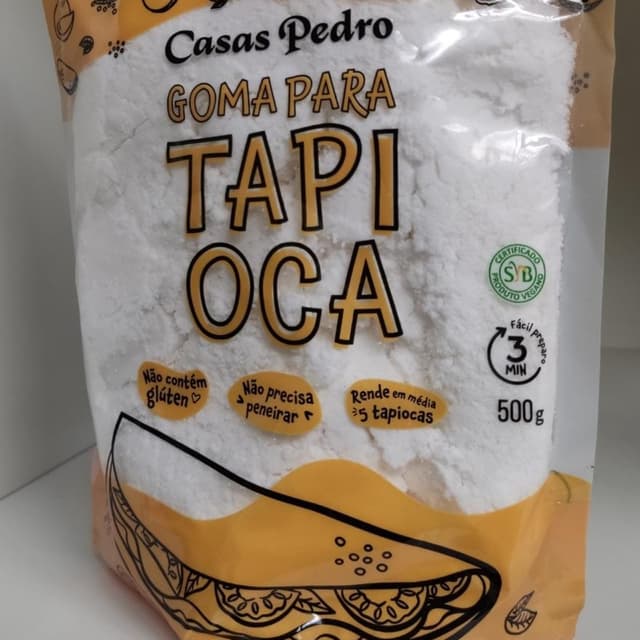 Casas Pedro
GOMA PARA
TAPI
OCA
CERTIFICADO
SVB
PRODUTO VEGANO
Fácil preparo
3
MIN
500g
Não contém
glúten
Não precisa
peneirar
Rende em média
5 tapiocas